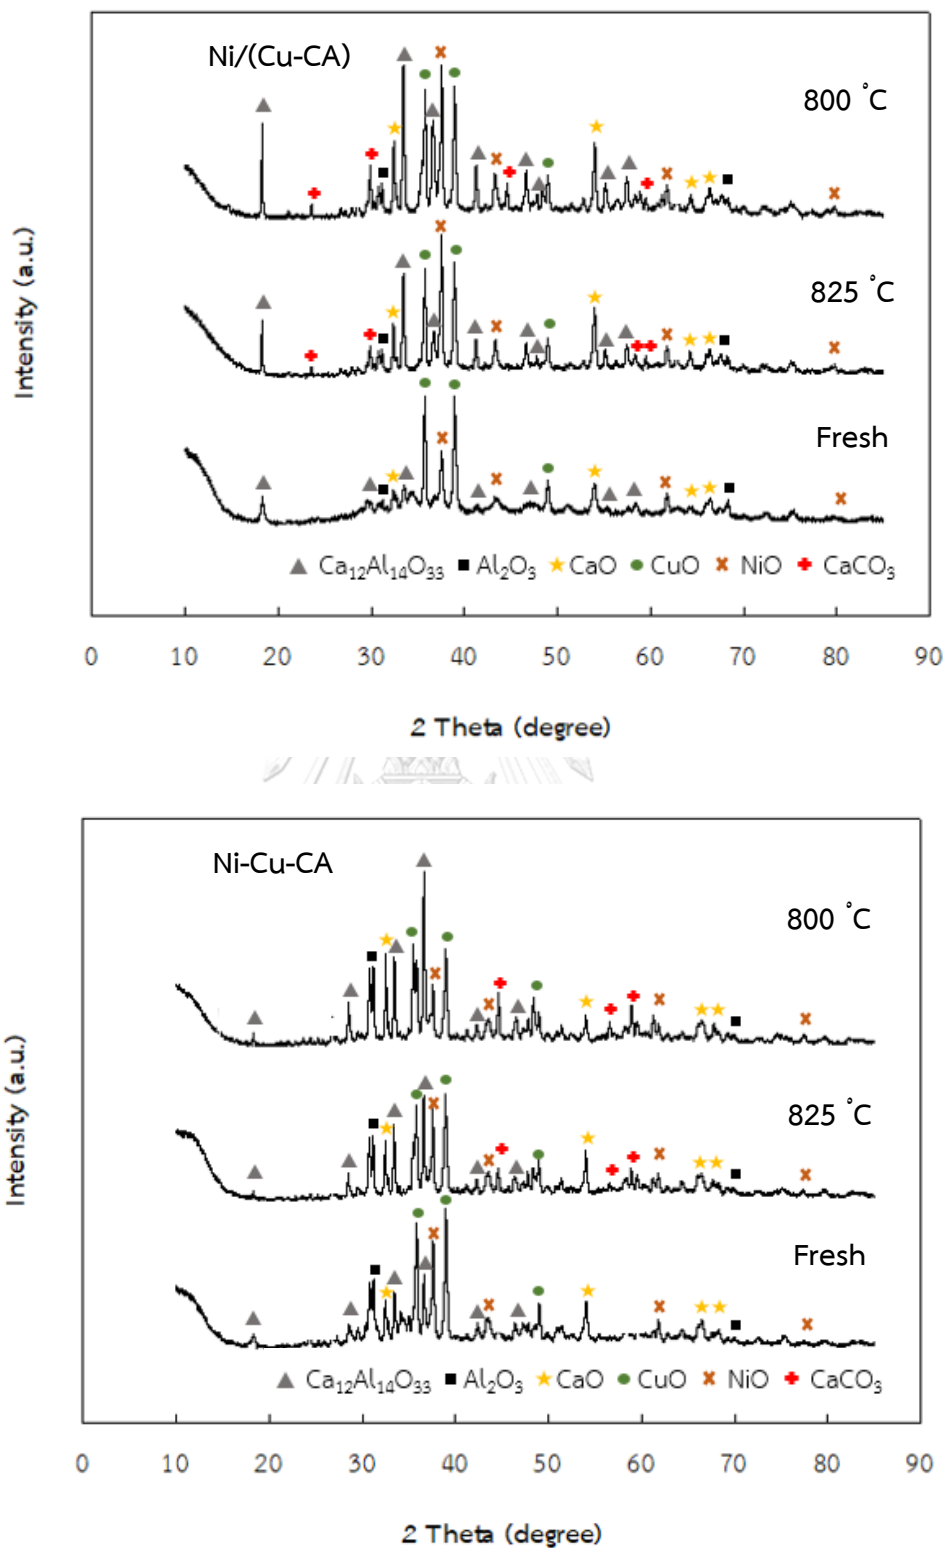 Ni/(Cu-CA)
800 °C
825 °C
Fresh
Intensity (a.u.)
Ca12Al14O33 Al2O3 CaO CuO NiO CaCO3
0 10 20 30 40 50 60 70 80 90
2 Theta (degree)
Ni-Cu-CA
800 °C
825 °C
Fresh
Intensity (a.u.)
Ca12Al14O33 Al2O3 CaO CuO NiO CaCO3
0 10 20 30 40 50 60 70 80 90
2 Theta (degree)